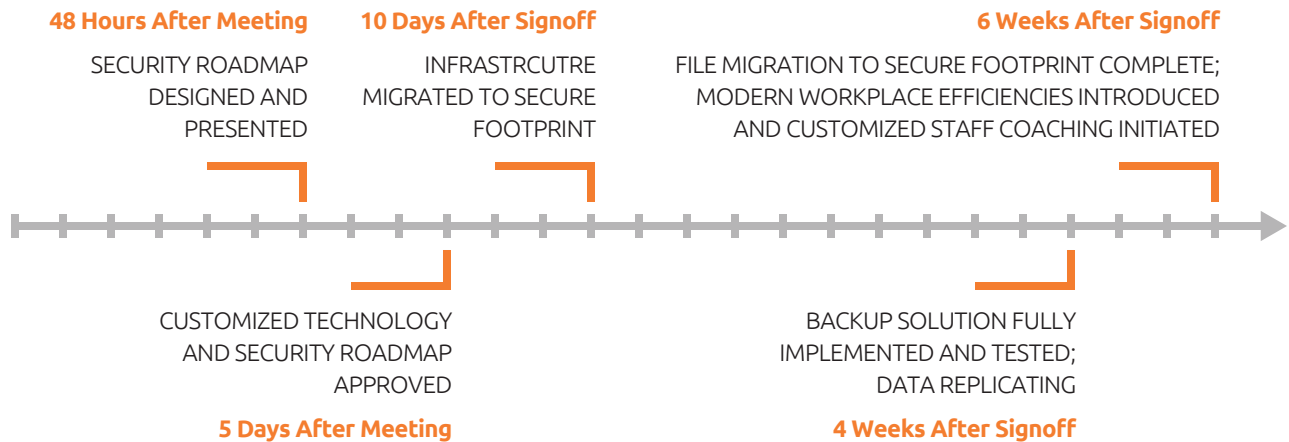 48 Hours After Meeting
SECURITY ROADMAP
DESIGNED AND
PRESENTED
10 Days After Signoff
INFRASTRCUTRE
MIGRATED TO SECURE
FOOTPRINT
6 Weeks After Signoff
FILE MIGRATION TO SECURE FOOTPRINT COMPLETE;
MODERN WORKPLACE EFFICIENCIES INTRODUCED
AND CUSTOMIZED STAFF COACHING INITIATED
CUSTOMIZED TECHNOLOGY
AND SECURITY ROADMAP
APPROVED
5 Days After Meeting
BACKUP SOLUTION FULLY
IMPLEMENTED AND TESTED;
DATA REPLICATING
4 Weeks After Signoff